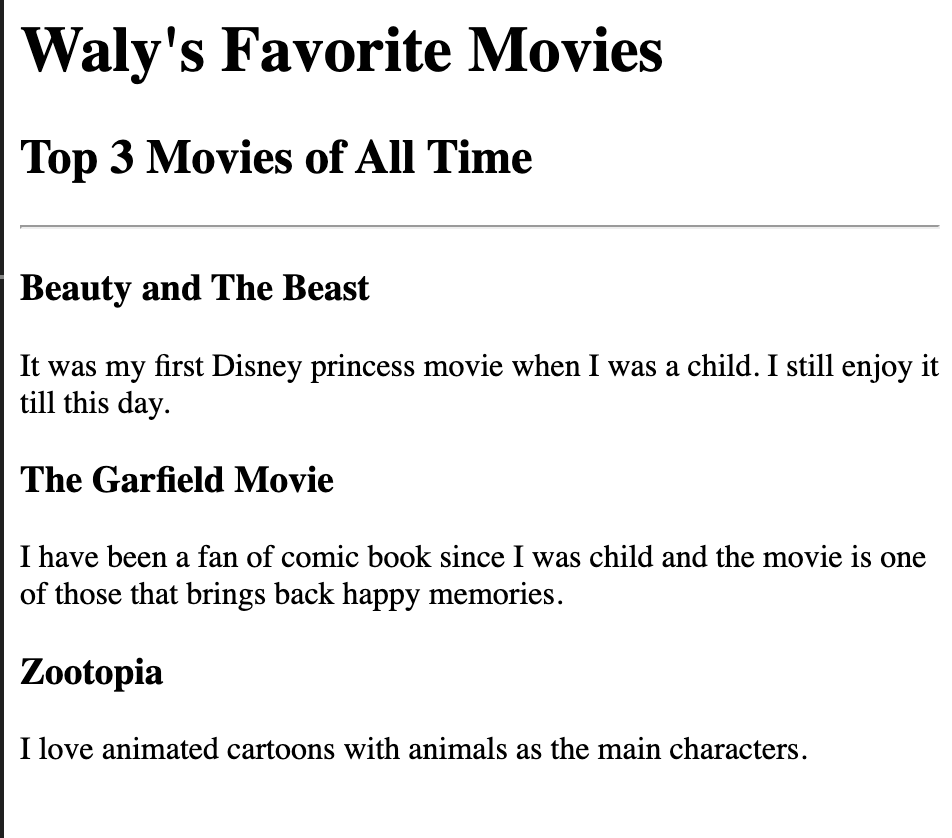 Waly's Favorite Movies
Top 3 Movies of All Time
Beauty and The Beast
It was my first Disney princess movie when I was a child. I still enjoy it
till this day.
The Garfield Movie
I have been a fan of comic book since I was child and the movie is one
of those that brings back happy memories.
Zootopia
I love animated cartoons with animals as the main characters.